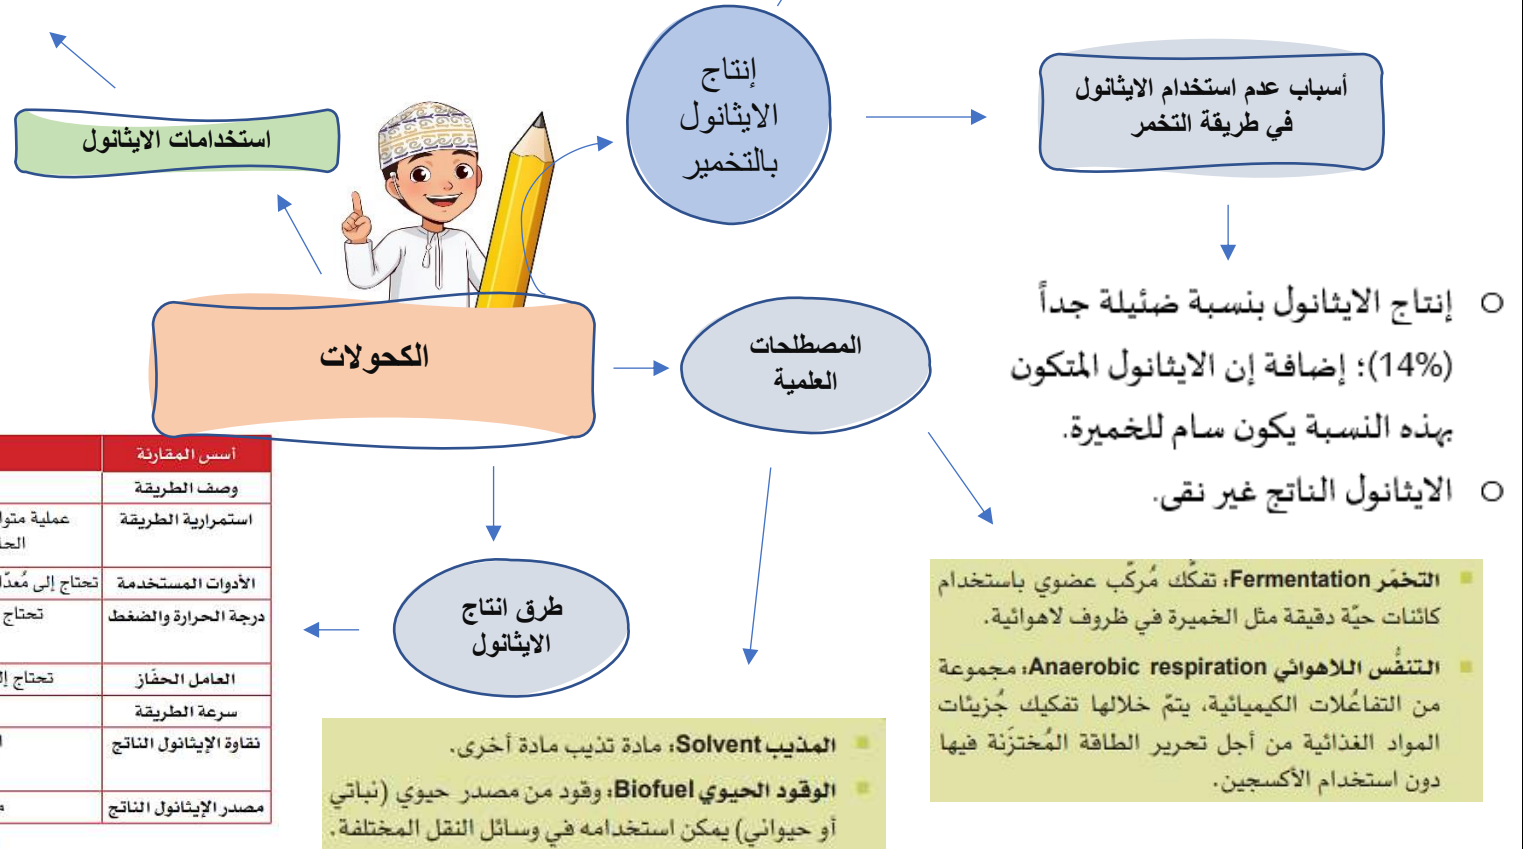 أسباب عدم استخدام الايثانول
في طريقة التخمر
إنتاج
الايثانول
بالتخمير
استخدامات الايثانول
إنتاج الايثانول بنسبة ضئيلة جداً
(14%)؛ إضافة إن الايثانول المتكون
بهذه النسبة يكون سام للخميرة.
الايثانول الناتج غير نقى.
المصطلحات
العلمية
الكحولات
أسس المقارنة
وصف الطريقة
استمرارية الطريقة
عملية
الأدوات المستخدمة
تحتاج إلى
درجة الحرارة والضغط
تحتاج
العامل الحفّاز
تحتاج
سرعة الطريقة
نقاوة الإيثانول الناتج
مصدر الإيثانول الناتج
طرق انتاج
الايثانول
التخمّر Fermentation: تفكّك مُركّب عضوي باستخدام
كائنات حيّة دقيقة مثل الخميرة في ظروف لاهوائية.
التنفُّس اللاهوائي Anaerobic respiration: مجموعة
من التفاعُلات الكيميائية، يتمّ خلالها تفكيك جُزيئات
المواد الغذائية من أجل تحرير الطاقة المُختزَنة فيها
دون استخدام الأكسجين.
المذيب Solvent: مادة تذيب مادة أخرى.
الوقود الحيوي Biofuel: وقود من مصدر حيوي (نباتي
أو حيواني) يمكن استخدامه في وسائل النقل المختلفة.